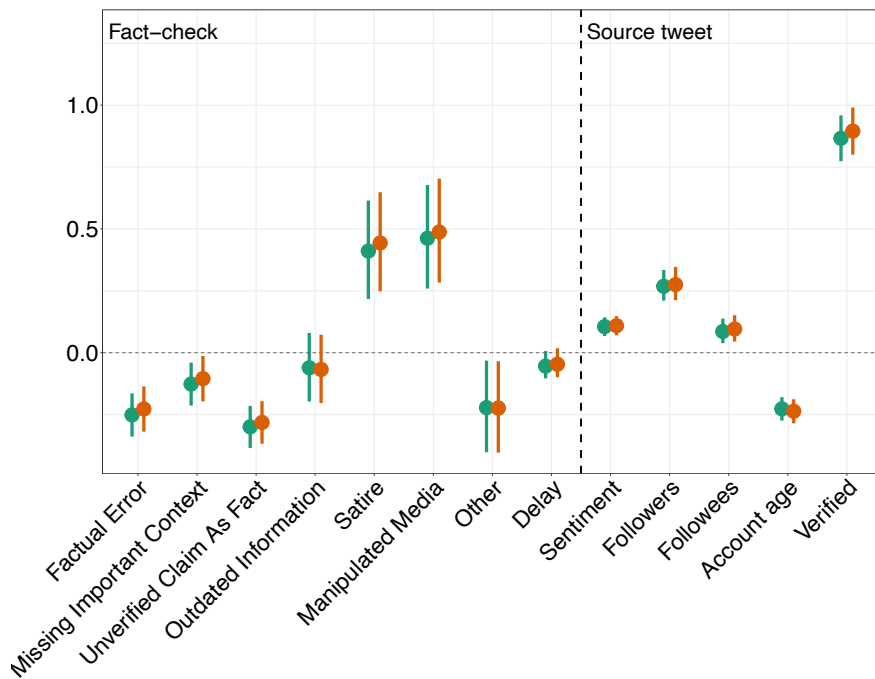 Fact−check
Source tweet
1.0
0.5
0.0
Factual Error
Missing Important Context
Unverified Claim As Fact
Outdated Information
Satire
Manipulated Media
Other
Delay
Sentiment
Followers
Followees
Account age
Verified